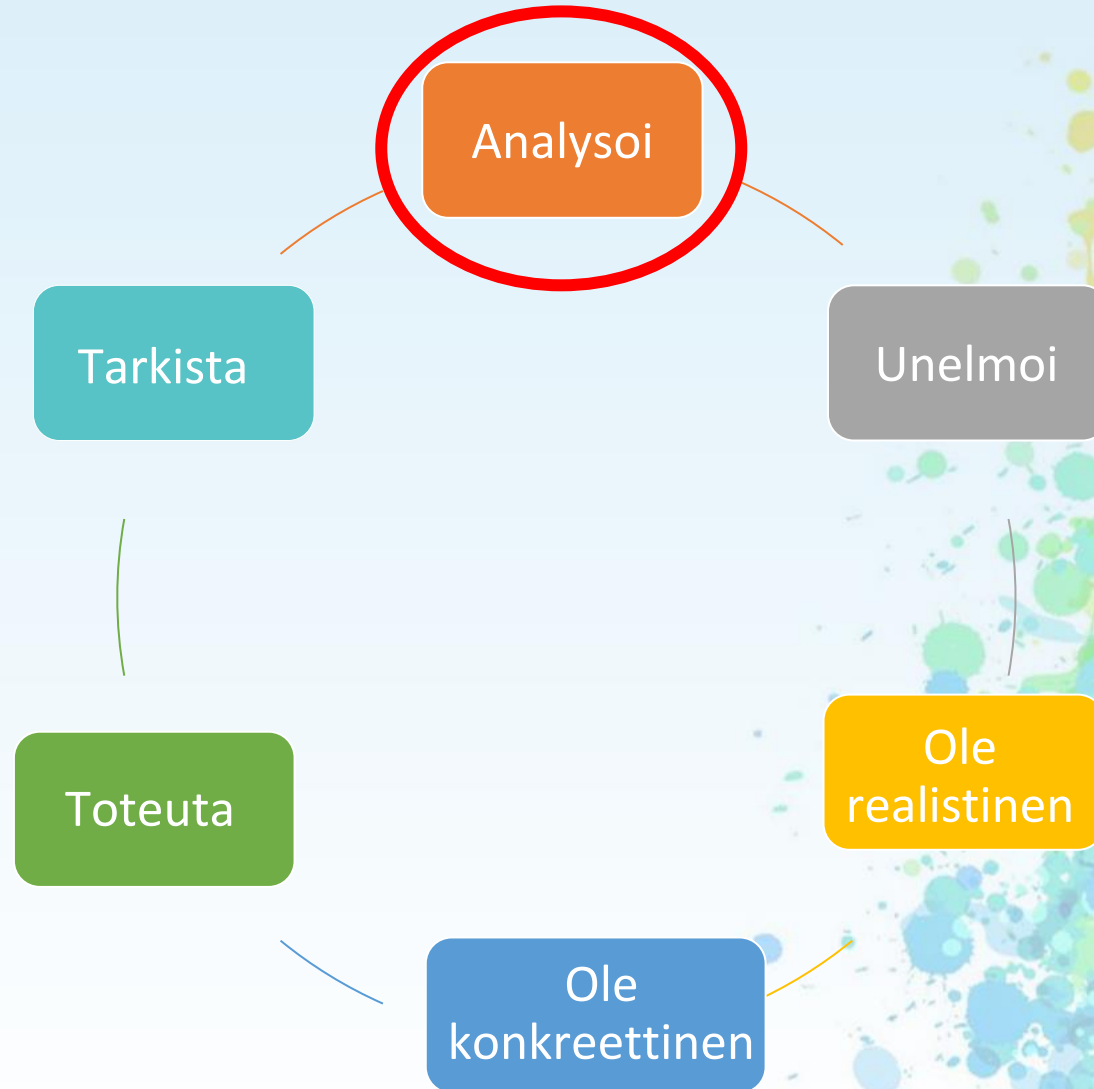 Analysoi
Tarkista
Unelmoi
Ole
realistinen
Toteuta
Ole
konkreettinen